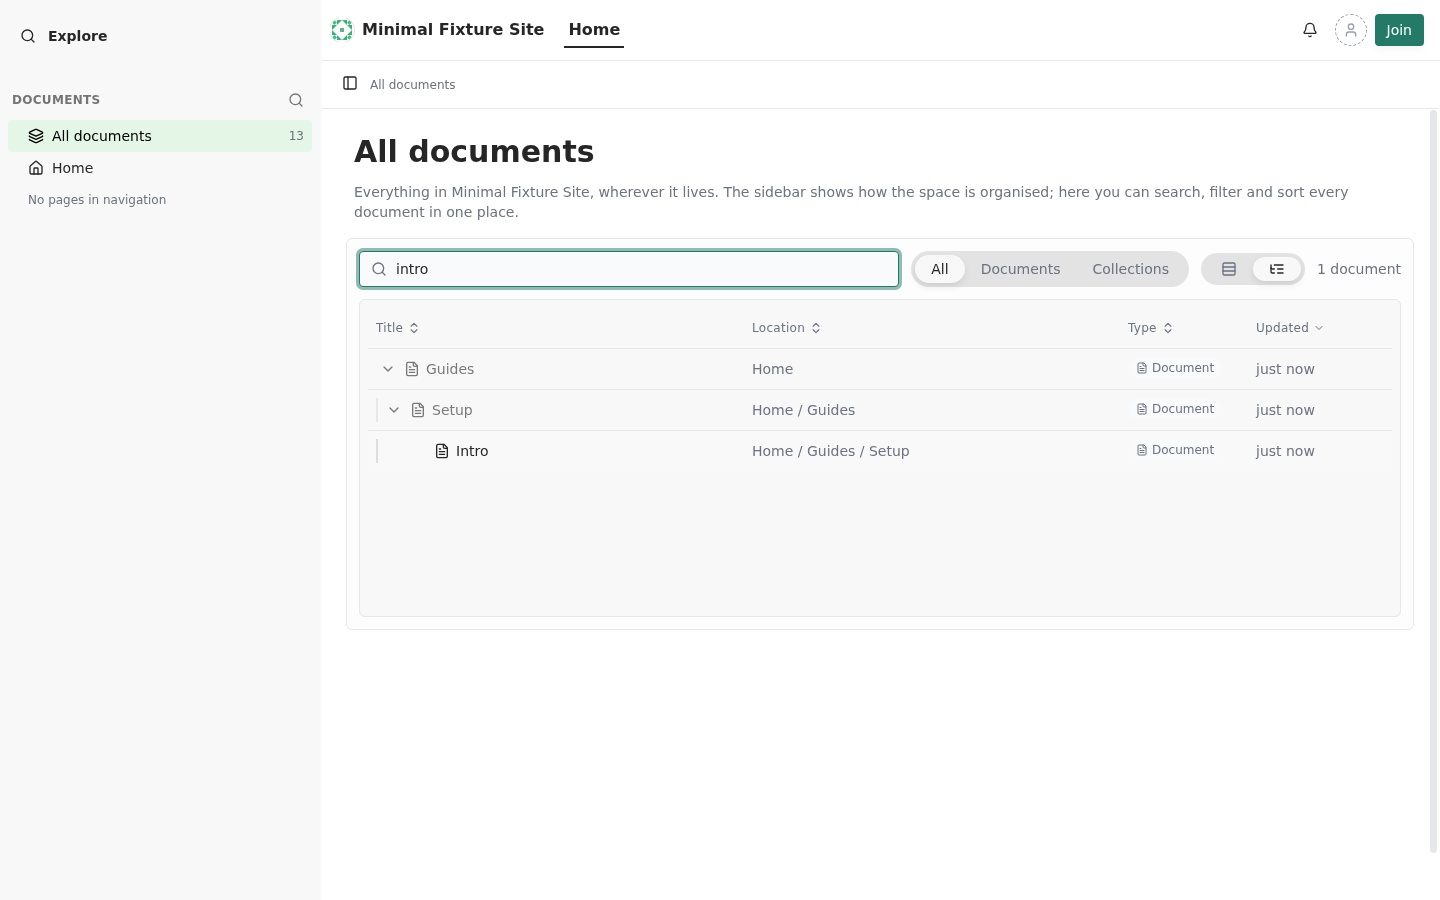 Explore
Minimal Fixture Site
Home
Join
DOCUMENTS
All documents 13
Home
No pages in navigation
All documents
All documents
Everything in Minimal Fixture Site, wherever it lives. The sidebar shows how the space is organised; here you can search, filter and sort every
document in one place.
intro
All Documents Collections
1 document
Title Location Type Updated
Guides Home Document just now
Setup Home / Guides Document just now
Intro Home / Guides / Setup Document just now